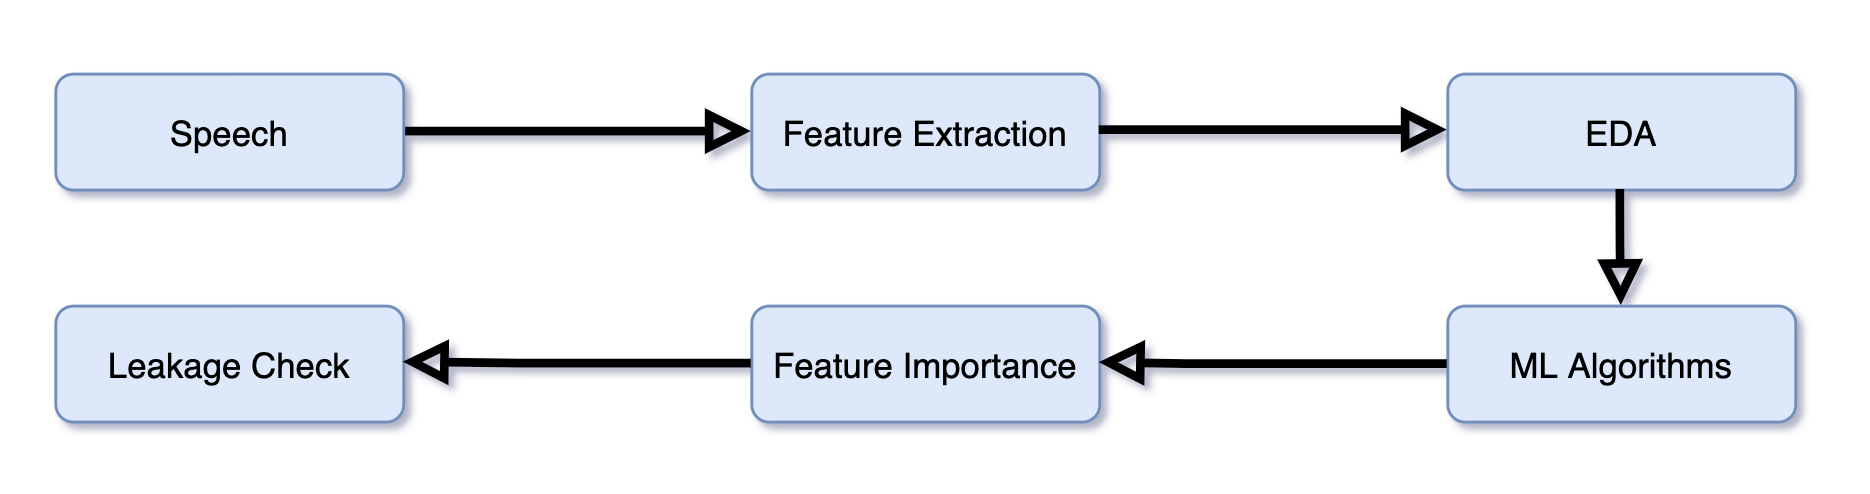 Speech
Feature Extraction
EDA
ML Algorithms
Feature Importance
Leakage Check